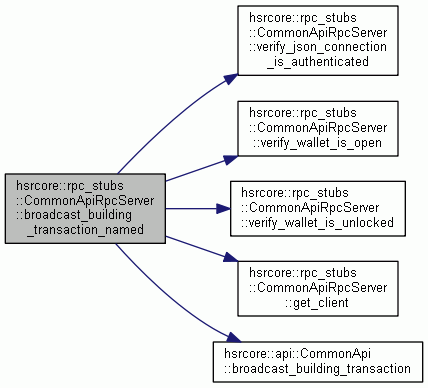 hsrcore::rpc_stubs
::CommonApiRpcServer
::verify_json_connection
_is_authenticated
hsrcore::rpc_stubs
::CommonApiRpcServer
::verify_wallet_is_open
hsrcore::rpc_stubs
::CommonApiRpcServer
::broadcast_building
_transaction_named
hsrcore::rpc_stubs
::CommonApiRpcServer
::verify_wallet_is_unlocked
hsrcore::rpc_stubs
::CommonApiRpcServer
::get_client
hsrcore::api::CommonApi
::broadcast_building_transaction